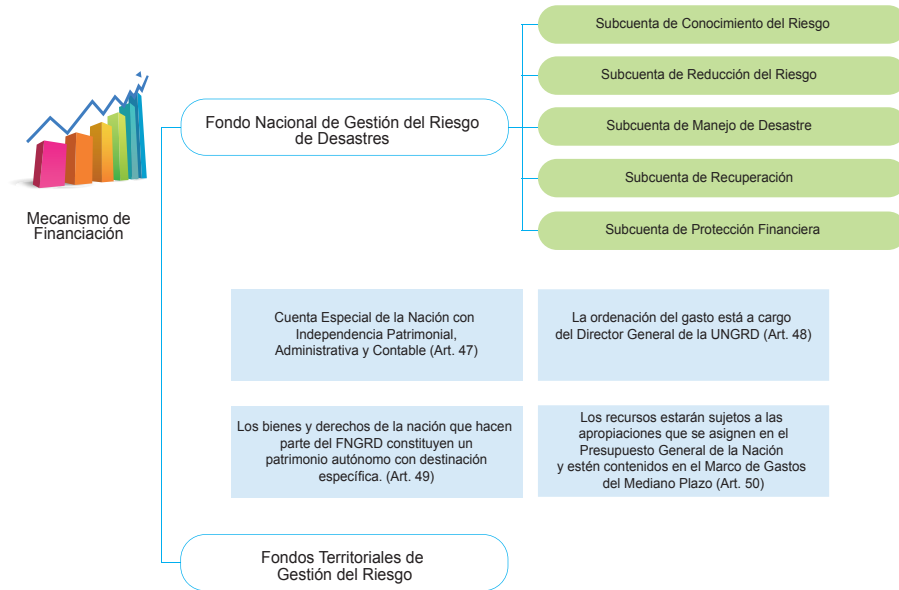 Mecanismo de
Financiación
Fondo Nacional de Gestión del Riesgo
de Desastres
Subcuenta de Conocimiento del Riesgo
Subcuenta de Reducción del Riesgo
Subcuenta de Manejo de Desastre
Subcuenta de Recuperación
Subcuenta de Protección Financiera
Cuenta Especial de la Nación con
Independencia Patrimonial,
Administrativa y Contable (Art. 47)
La ordenación del gasto está a cargo
del Director General de la UNGRD (Art. 48)
Los bienes y derechos de la nación que hacen
parte del FNGRD constituyen un
patrimonio autónomo con destinación
específica. (Art. 49)
Los recursos estarán sujetos a las
apropiaciones que se asignen en el
Presupuesto General de la Nación
y estén contenidos en el Marco de Gastos
del Mediano Plazo (Art. 50)
Fondos Territoriales de
Gestión del Riesgo